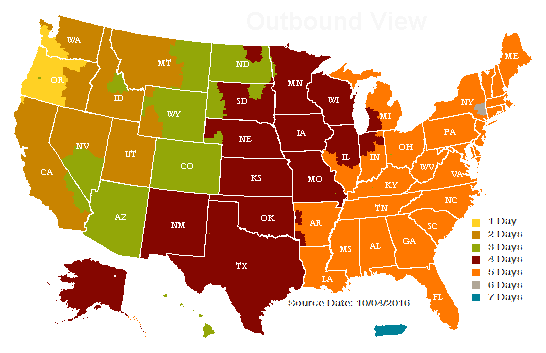 Outbound View
WA
ME
MT
ND
OR
MN
ID
SD
WI
NY
WY
MI
IA
PA
NE
NV
OH
IL
IN
UT
CO
WV
VA
CA
KS
MO
KY
NC
TN
OK
AZ
NM
AR
SC
MS
AL
GA
TX
LA
FL
1 Day
2 Days
3 Days
4 Days
5 Days
6 Days
7 Days
Source Date: 10/04/2016